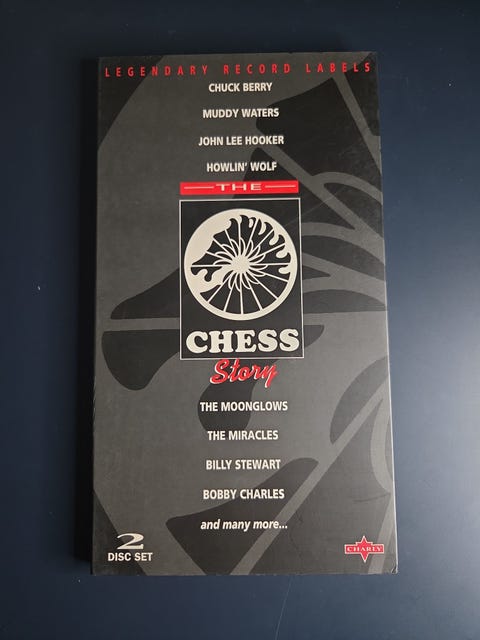 LEGENDARY RECORD LABELS
CHUCK BERRY
MUDDY WATERS
JOHN LEE HOOKER
HOWLIN' WOLF
THE
CHESS
Story
THE MOONGLOWS
THE MIRACLES
BILLY STEWART
BOBBY CHARLES
and many more...
2
DISC SET
CHARLY